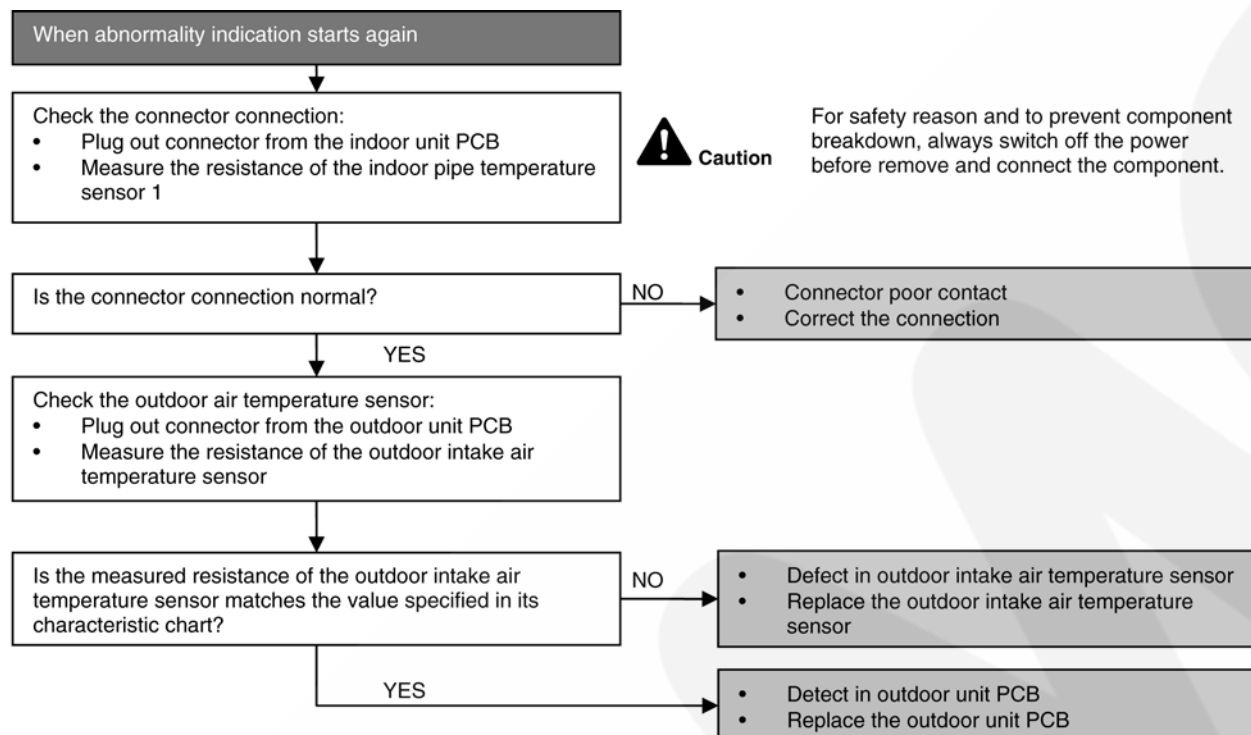 When abnormality indication starts again
Check the connector connection:
• Plug out connector from the indoor unit PCB
• Measure the resistance of the indoor pipe temperature
sensor 1
Caution
For safety reason and to prevent component
breakdown, always switch off the power
before remove and connect the component.
Is the connector connection normal?
NO
• Connector poor contact
• Correct the connection
YES
Check the outdoor air temperature sensor:
• Plug out connector from the outdoor unit PCB
• Measure the resistance of the outdoor intake air
temperature sensor
Is the measured resistance of the outdoor intake air
temperature sensor matches the value specified in its
characteristic chart?
NO
• Defect in outdoor intake air temperature sensor
• Replace the outdoor intake air temperature
sensor
YES
• Detect in outdoor unit PCB
• Replace the outdoor unit PCB